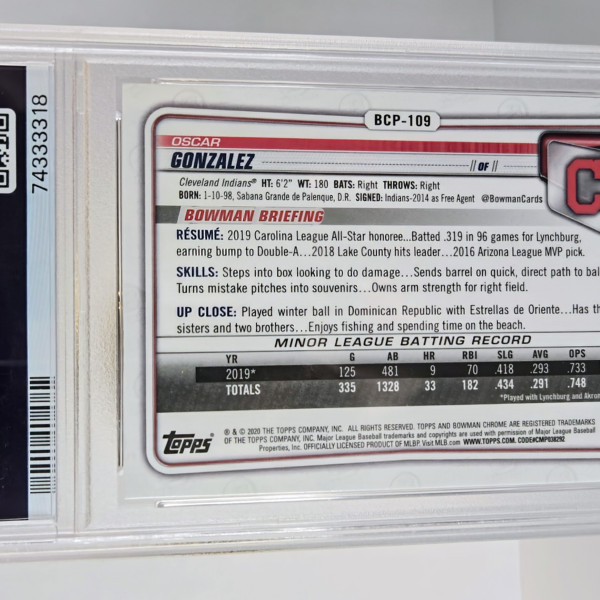 74333318
BCP-109
OSCAR
GONZALEZ
OF
Cleveland Indians® HT: 6'2" WT: 180 BATS: Right THROWS: Right
BORN: 1-10-98, Sabana Grande de Palenque, D.R. SIGNED: Indians-2014 as Free Agent @BowmanCards
BOWMAN BRIEFING
RÉSUMÉ: 2019 Carolina League All-Star honoree...Batted .319 in 96 games for Lynchburg,
earning bump to Double-A...2018 Lake County hits leader...2016 Arizona League MVP pick.
SKILLS: Steps into box looking to do damage...Sends barrel on quick, direct path to bal
Turns mistake pitches into souvenirs...Owns arm strength for right field.
UP CLOSE: Played winter ball in Dominican Republic with Estrellas de Oriente...Has th
sisters and two brothers...Enjoys fishing and spending time on the beach.
MINOR LEAGUE BATTING RECORD
YR G AB HR RBI SLG AVG OPS
2019* 125 481 9 70 .418 .293 .733
TOTALS 335 1328 33 182 .434 .291 .748
*Played with Lynchburg and Akron
® & © 2020 THE TOPPS COMPANY, INC. ALL RIGHTS RESERVED. TOPPS AND BOWMAN CHROME ARE REGISTERED TRADEMARKS
OF THE TOPPS COMPANY, INC. Major League Baseball trademarks and copyrights are used with permission of Major League Baseball
Properties, Inc. OFFICIALLY LICENSED PRODUCT OF MLBP. Visit MLB.com WWW.TOPPS.COM. CODE#CMP038292
Topps
C